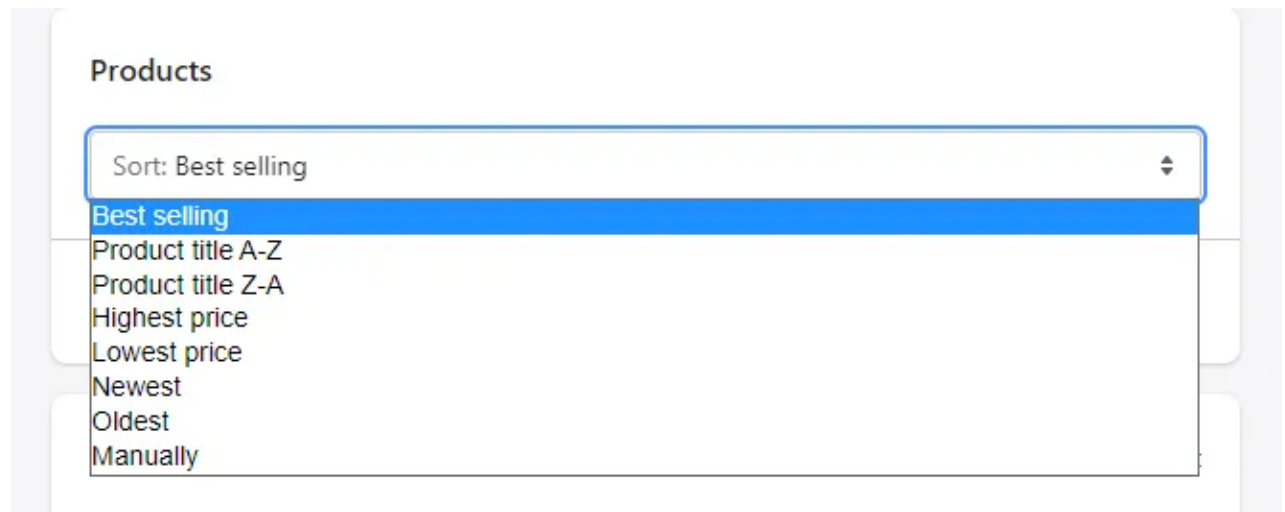 Products
Sort: Best selling
Best selling
Product title A-Z
Product title Z-A
Highest price
Lowest price
Newest
Oldest
Manually